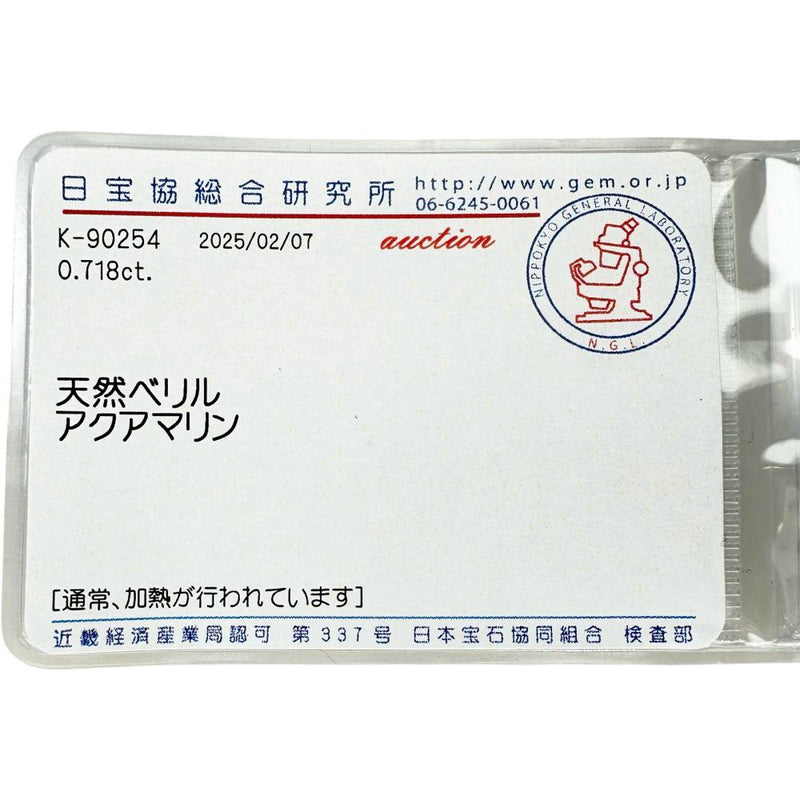 日宝協総合研究所 http://www.gem.or.jp
06-6245-0061
K-90254 2025/02/07 auction
0.718ct.
NIPPOKYO GENERAL LABORATORY
N.G.L.
天然ベリル
アクアマリン
[通常、加熱が行われています]
近畿経済産業局認可 第337号 日本宝石協同組合 検査部